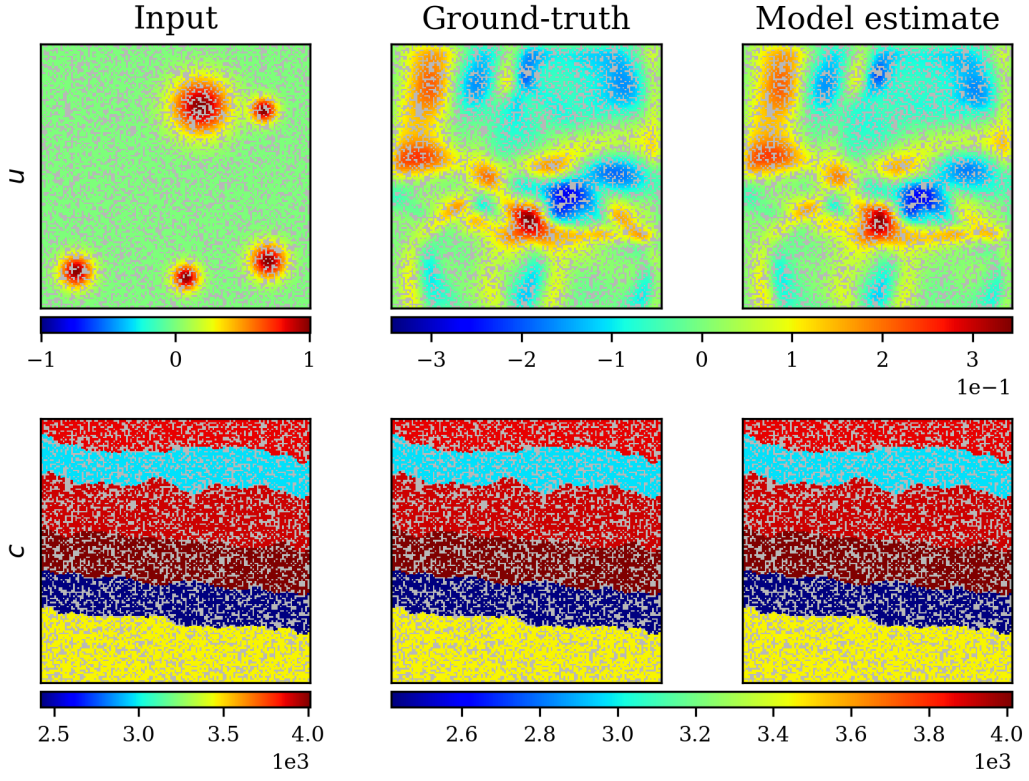 Input Ground-truth Model estimate
u
−1 0 1 −3 −2 −1 0 1 2 3
1e−1
c
2.5 3.0 3.5 4.0 2.6 2.8 3.0 3.2 3.4 3.6 3.8 4.0
1e3 1e3